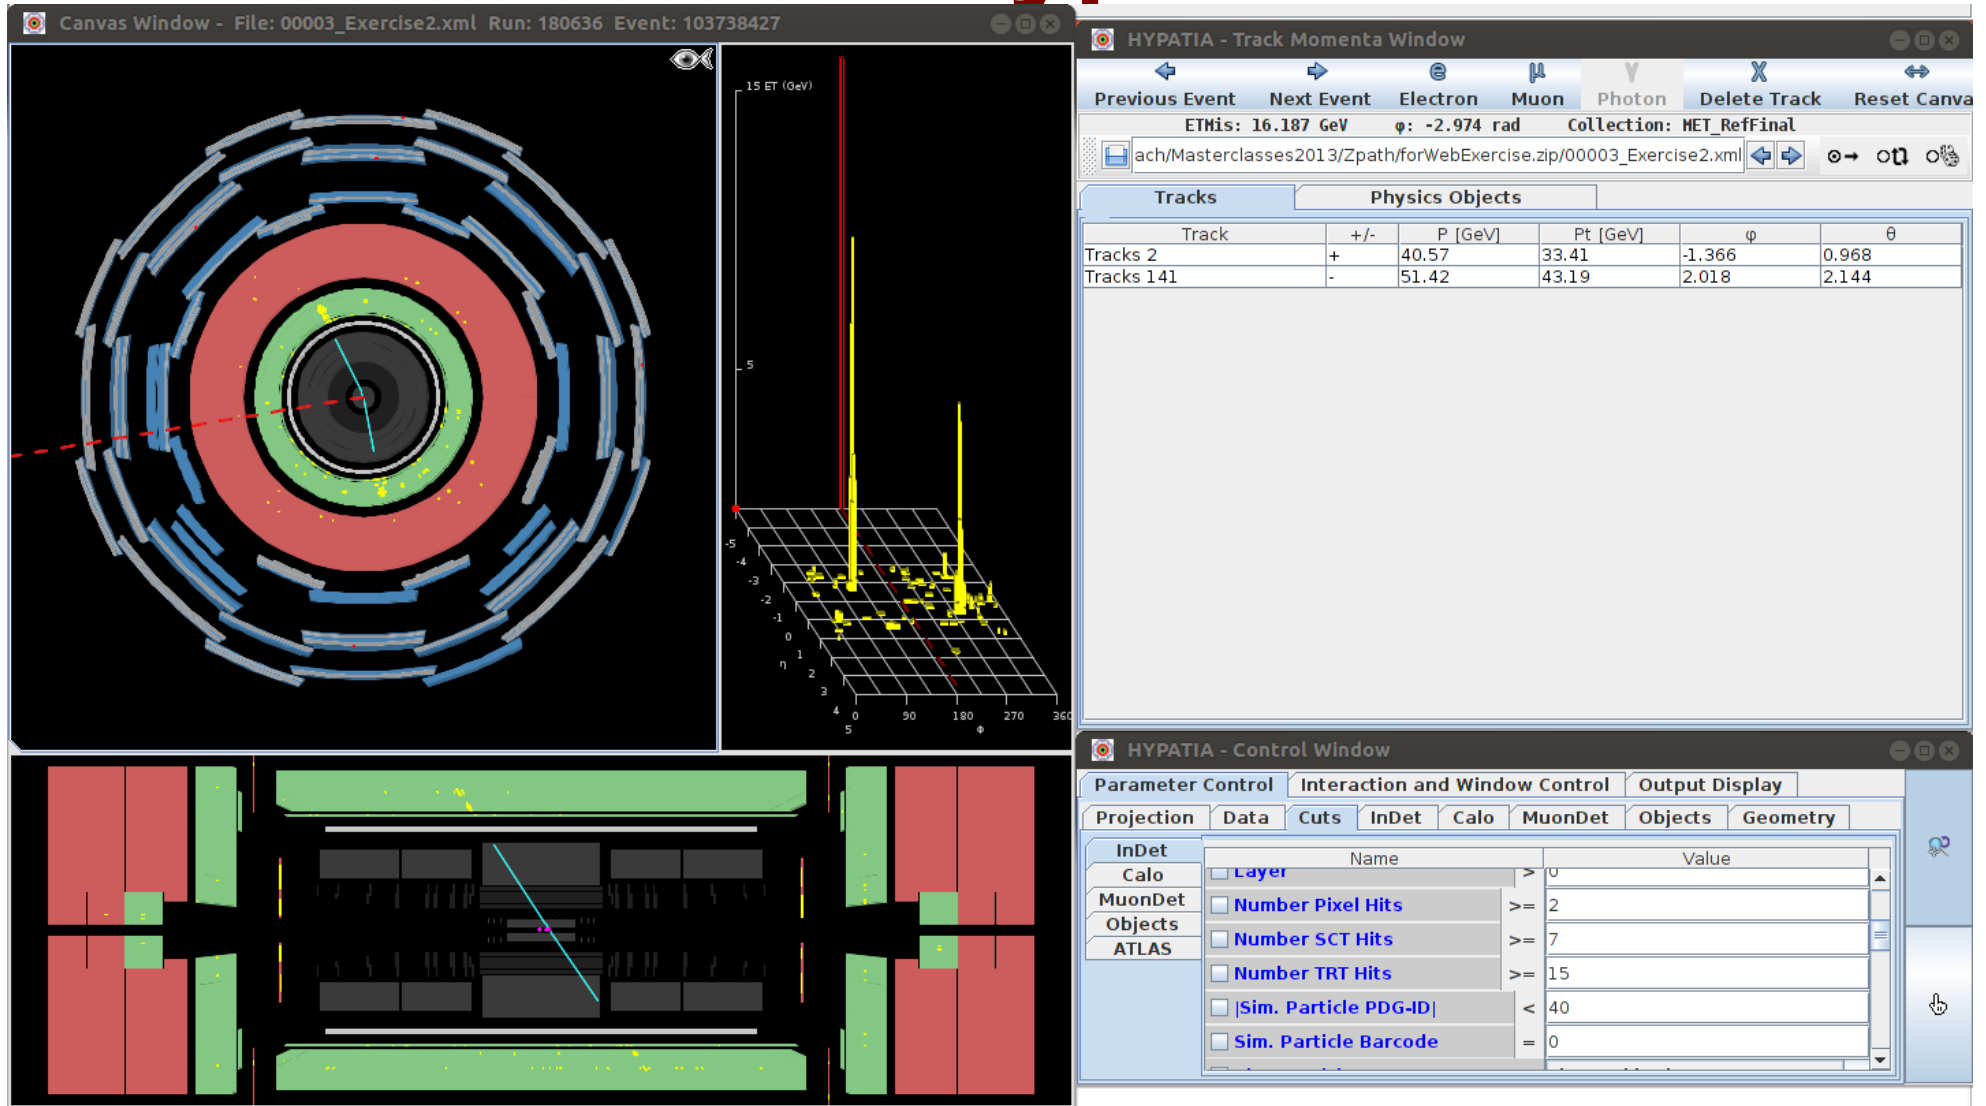 Canvas Window - File: 00003_Exercise2.xml Run: 180636 Event: 103738427
15 ET (GeV)
5
-5
-4
-3
-2
-1
0
1
2
3
4
5
η
0 90 180 270 360
Φ
HYPATIA - Track Momenta Window
Previous Event Next Event Electron Muon Photon Delete Track Reset Canva
ETMis: 16.187 GeV φ: -2.974 rad Collection: MET_RefFinal
ach/Masterclasses2013/Zpath/forWebExercise.zip/00003_Exercise2.xml
Tracks Physics Objects
Track +/- P [GeV] Pt [GeV] φ θ
Tracks 2 + 40.57 33.41 -1.366 0.968
Tracks 141 - 51.42 43.19 2.018 2.144
HYPATIA - Control Window
Parameter Control Interaction and Window Control Output Display
Projection Data Cuts InDet Calo MuonDet Objects Geometry
InDet
Calo
MuonDet
Objects
ATLAS
Name Value
Layer > 0
Number Pixel Hits >= 2
Number SCT Hits >= 7
Number TRT Hits >= 15
|Sim. Particle PDG-ID| < 40
Sim. Particle Barcode = 0